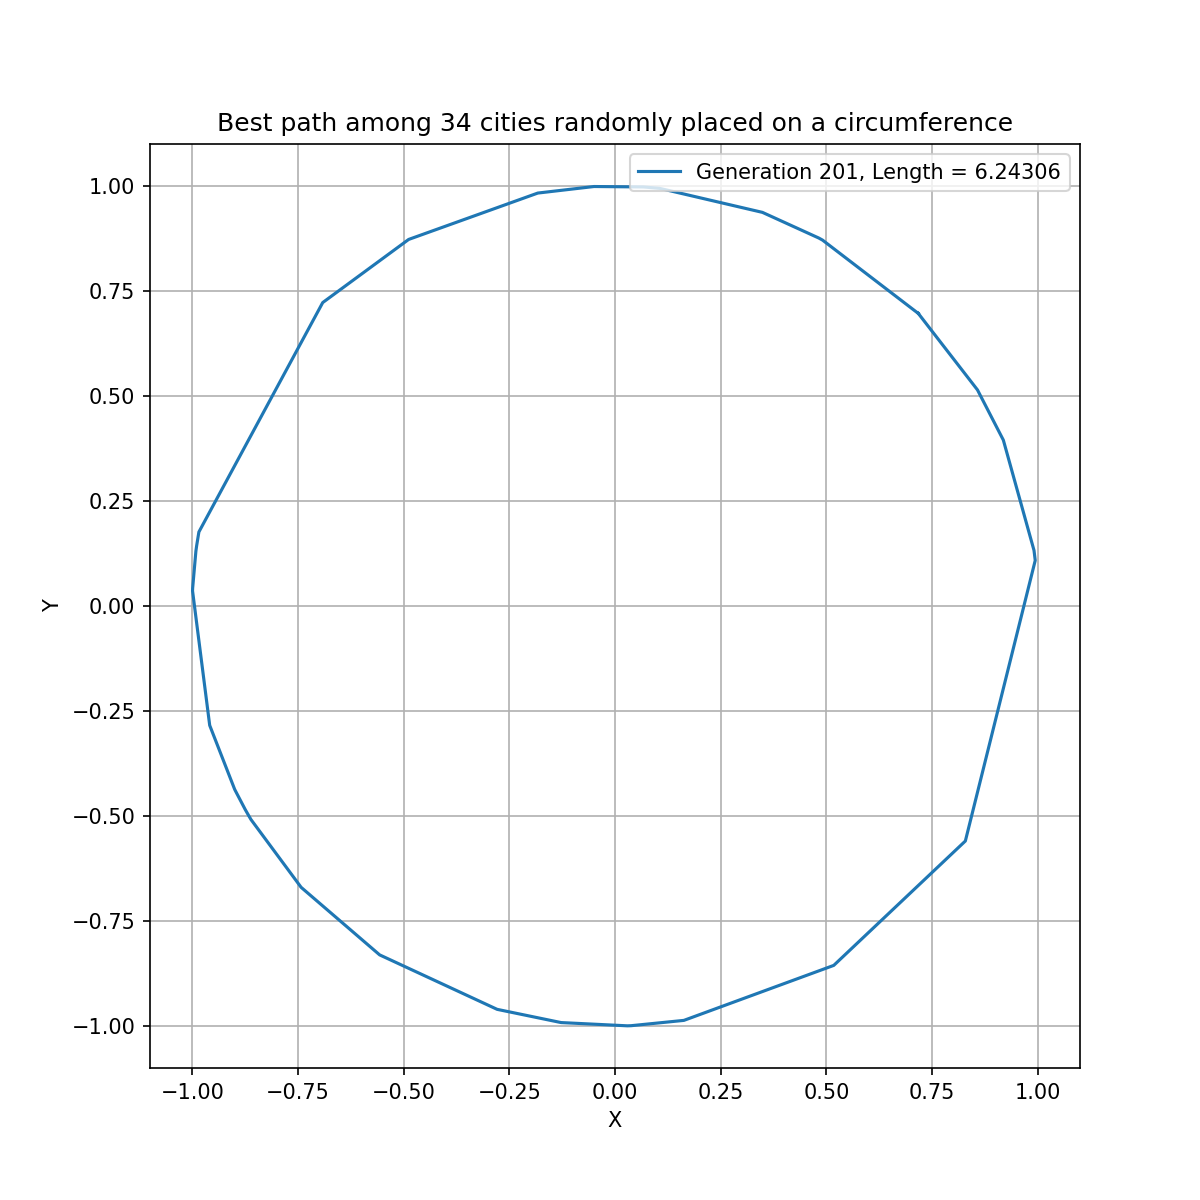 Best path among 34 cities randomly placed on a circumference
Generation 201, Length = 6.24306
1.00
0.75
0.50
0.25
0.00
−0.25
−0.50
−0.75
−1.00
Y
−1.00 −0.75 −0.50 −0.25 0.00 0.25 0.50 0.75 1.00
X